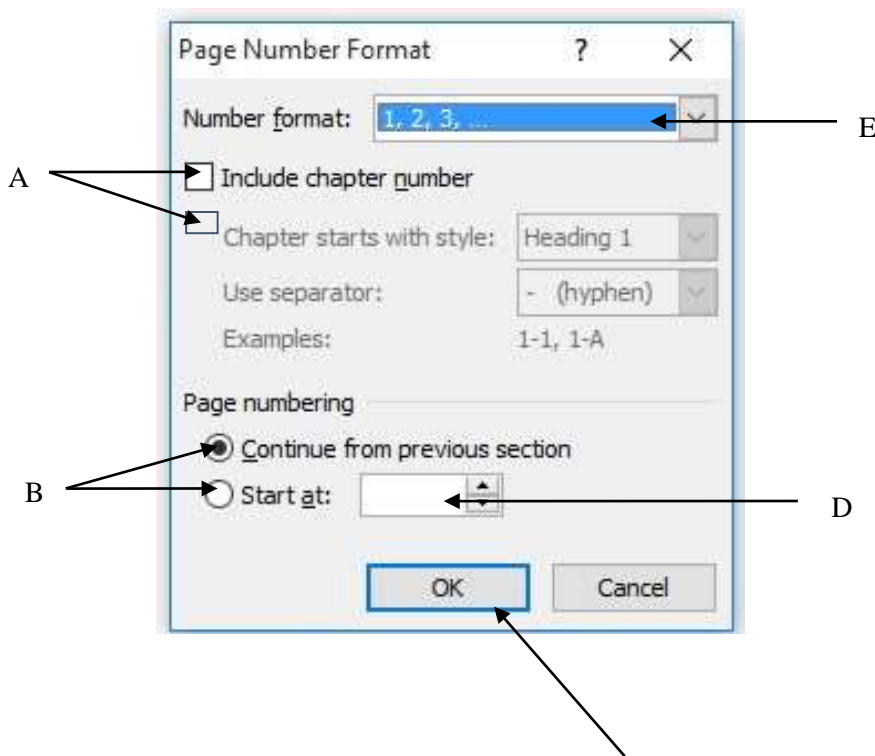 Page Number Format ?
Number format: 1, 2, 3, ...
E
Include chapter number
A
Chapter starts with style: Heading 1
Use separator: - (hyphen)
Examples: 1-1, 1-A
Page numbering
Continue from previous section
B
Start at:
D
OK Cancel